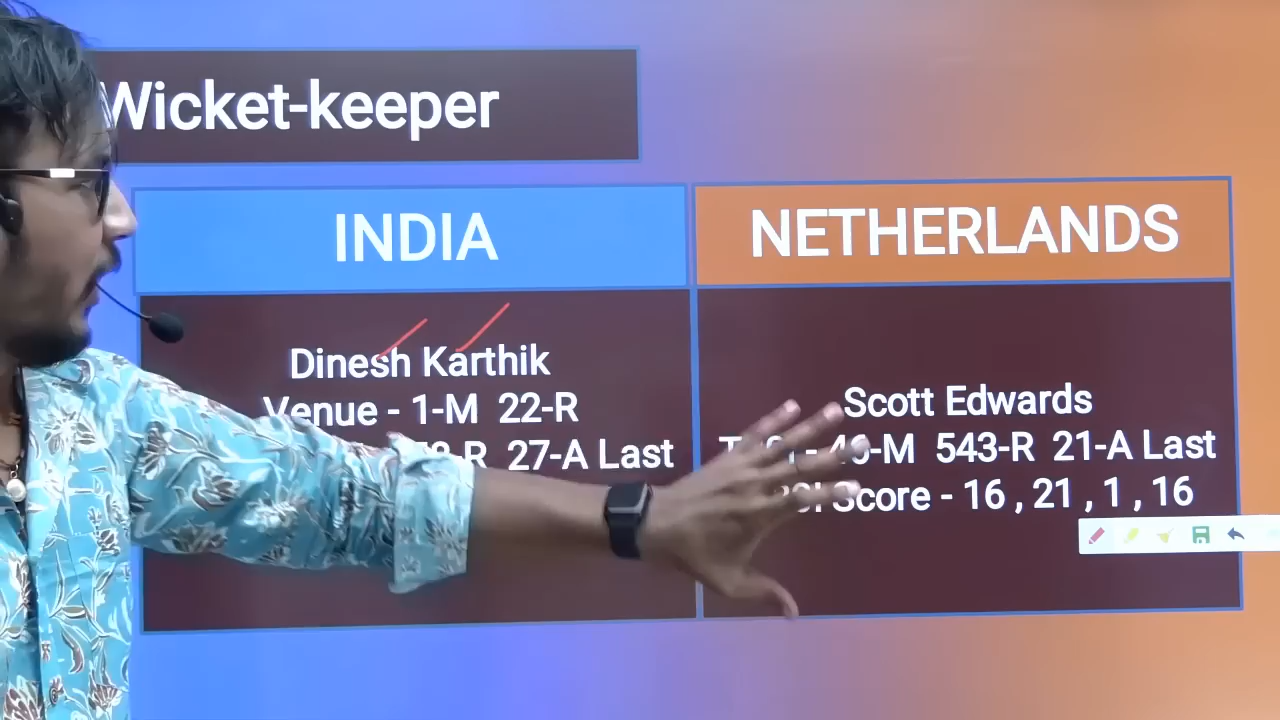 Wicket-keeper
INDIA
NETHERLANDS
Dinesh Karthik
Venue - 1-M 22-R
27-A Last
Scott Edwards
543-R 21-A Last
Score - 16 , 21 , 1 , 16